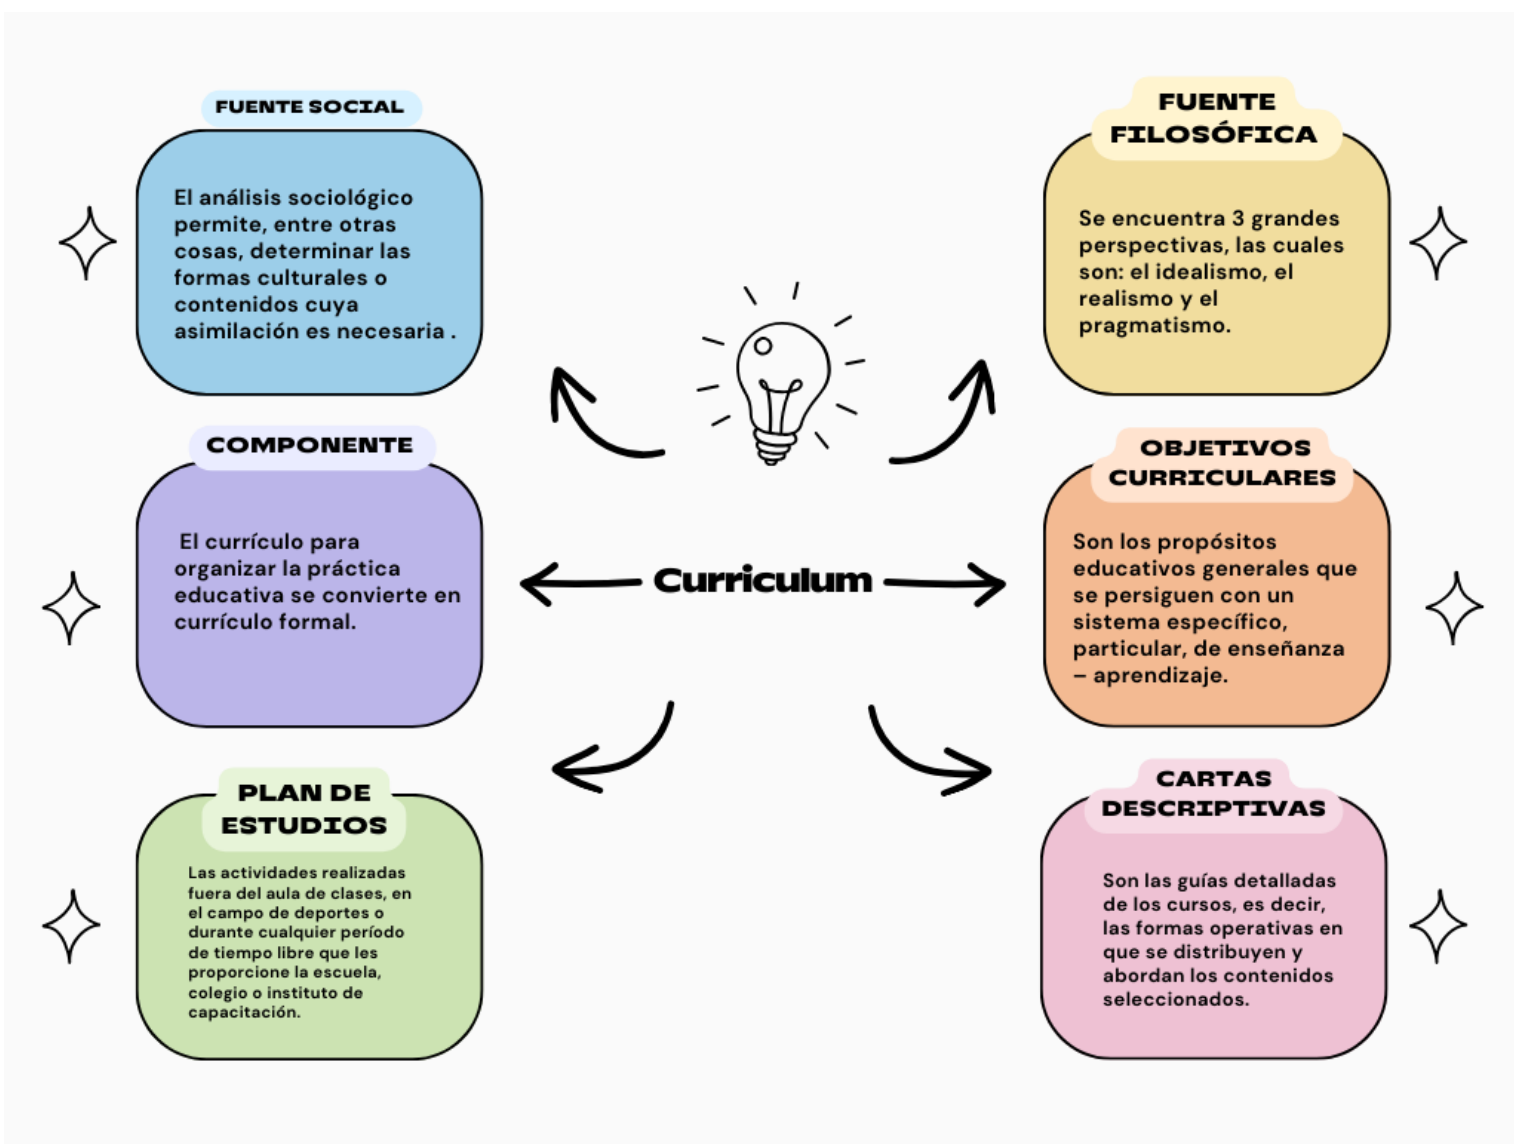 FUENTE SOCIAL
El análisis sociológico
permite, entre otras
cosas, determinar las
formas culturales o
contenidos cuya
asimilación es necesaria .
FUENTE
FILOSÓFICA
Se encuentra 3 grandes
perspectivas, las cuales
son: el idealismo, el
realismo y el
pragmatismo.
COMPONENTE
El currículo para
organizar la práctica
educativa se convierte en
currículo formal.
Curriculum
OBJETIVOS
CURRICULARES
Son los propósitos
educativos generales que
se persiguen con un
sistema específico,
particular, de enseñanza
– aprendizaje.
PLAN DE
ESTUDIOS
Las actividades realizadas
fuera del aula de clases, en
el campo de deportes o
durante cualquier período
de tiempo libre que les
proporcione la escuela,
colegio o instituto de
capacitación.
CARTAS
DESCRIPTIVAS
Son las guías detalladas
de los cursos, es decir,
las formas operativas en
que se distribuyen y
abordan los contenidos
seleccionados.